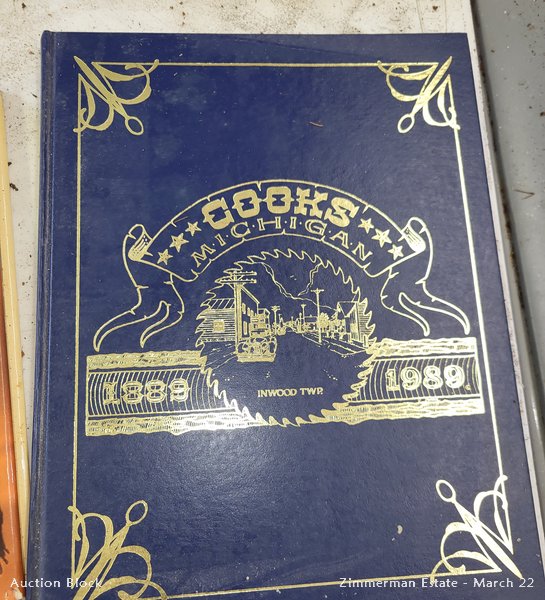 COOKS
MICHIGAN
1889
1989
INWOOD TWP.
Auction Block
Zimmerman Estate - March 22